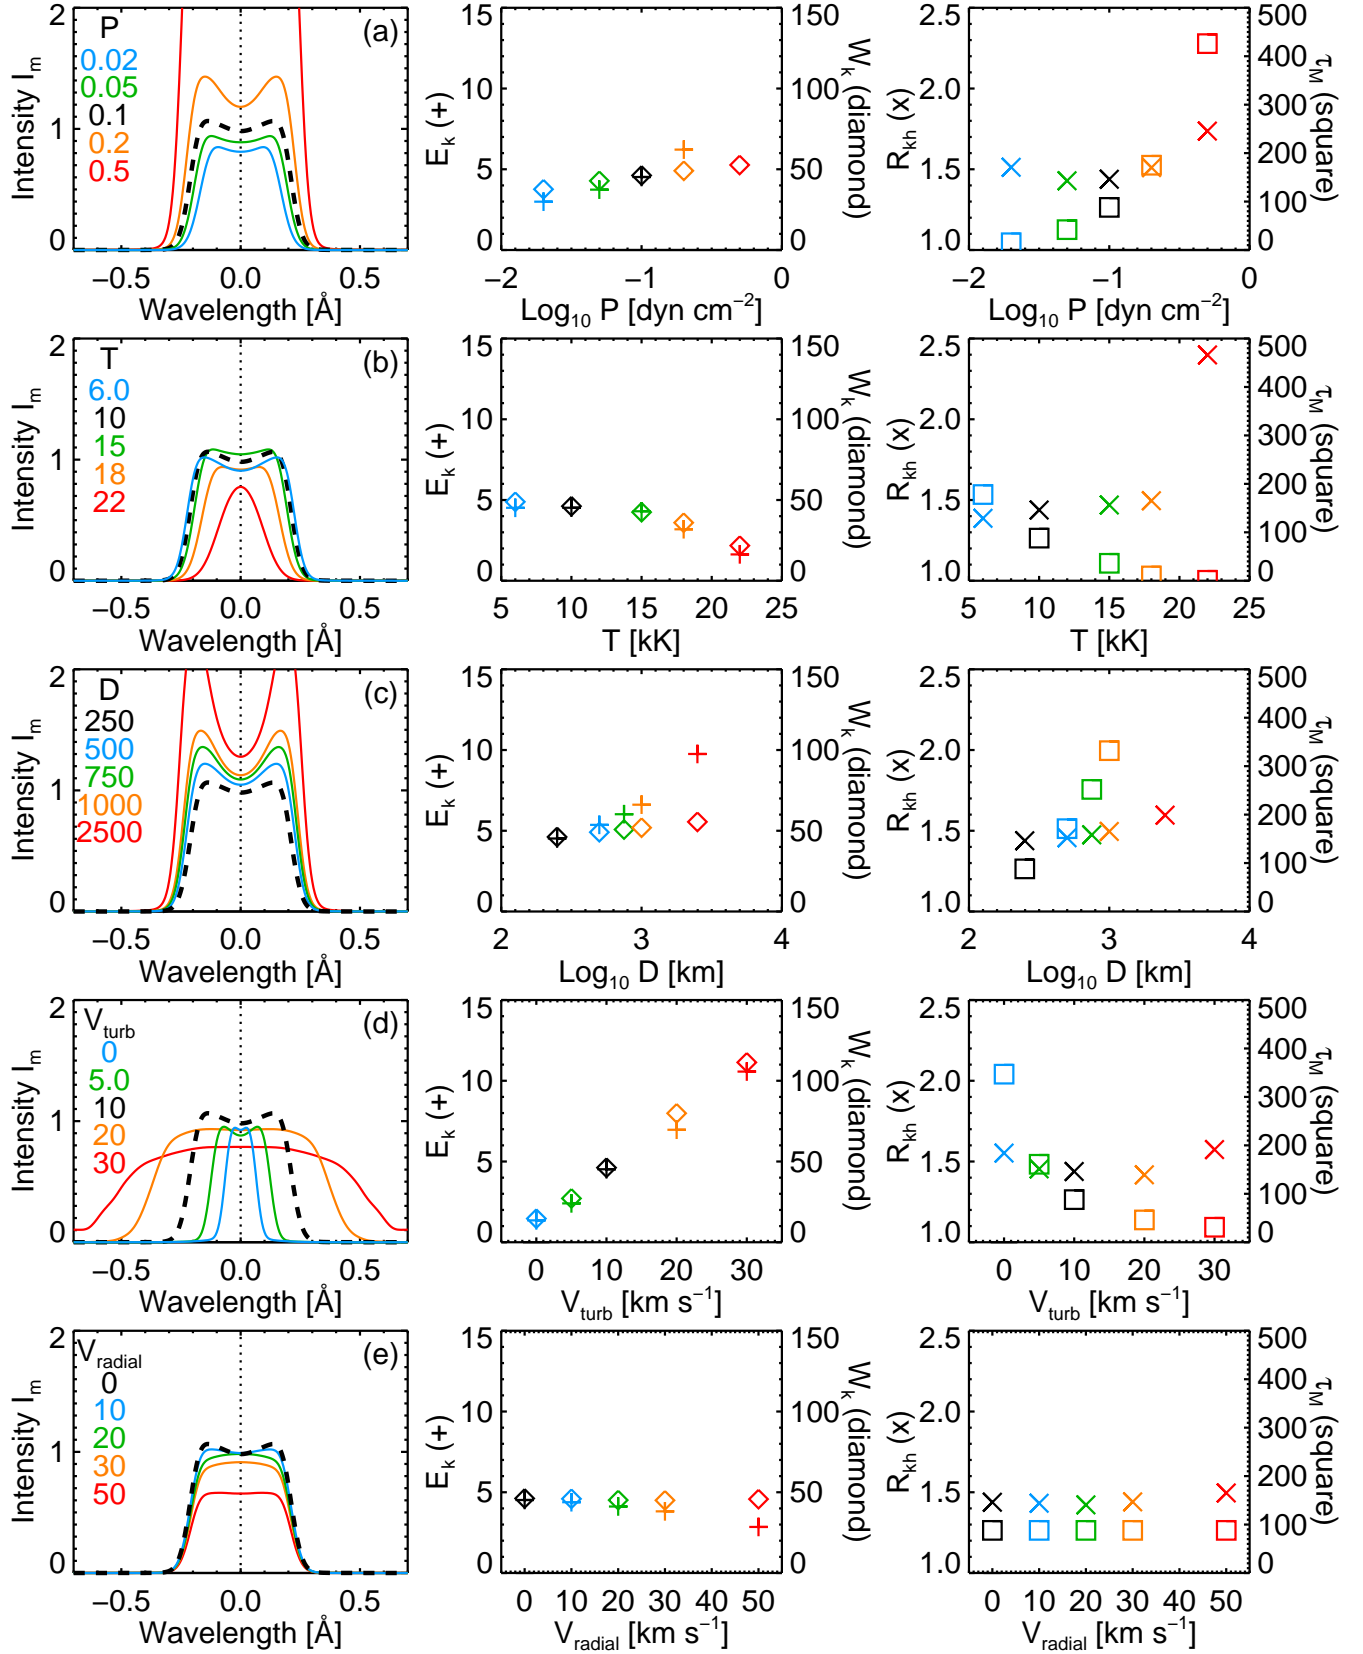 2
1
0
Intensity I_m
P
0.02
0.05
0.1
0.2
0.5
(a)
−0.5 0.0 0.5
Wavelength [Å]
15
10
5
0
E_k (+)
150
100
50
0
W_k (diamond)
−2 −1 0
Log_10 P [dyn cm^−2]
2.5
2.0
1.5
1.0
R_kh (x)
500
400
300
200
100
0
τ_M (square)
−2 −1 0
Log_10 P [dyn cm^−2]
2
1
0
Intensity I_m
T
6.0
10
15
18
22
(b)
−0.5 0.0 0.5
Wavelength [Å]
15
10
5
0
E_k (+)
150
100
50
0
W_k (diamond)
5 10 15 20 25
T [kK]
2.5
2.0
1.5
1.0
R_kh (x)
500
400
300
200
100
0
τ_M (square)
5 10 15 20 25
T [kK]
2
1
0
Intensity I_m
D
250
500
750
1000
2500
(c)
−0.5 0.0 0.5
Wavelength [Å]
15
10
5
0
E_k (+)
150
100
50
0
W_k (diamond)
2 3 4
Log_10 D [km]
2.5
2.0
1.5
1.0
R_kh (x)
500
400
300
200
100
0
τ_M (square)
2 3 4
Log_10 D [km]
2
1
0
Intensity I_m
V_turb
0
5.0
10
20
30
(d)
−0.5 0.0 0.5
Wavelength [Å]
15
10
5
0
E_k (+)
150
100
50
0
W_k (diamond)
0 10 20 30
V_turb [km s^−1]
2.5
2.0
1.5
1.0
R_kh (x)
500
400
300
200
100
0
τ_M (square)
0 10 20 30
V_turb [km s^−1]
2
1
0
Intensity I_m
V_radial
0
10
20
30
50
(e)
−0.5 0.0 0.5
Wavelength [Å]
15
10
5
0
E_k (+)
150
100
50
0
W_k (diamond)
0 10 20 30 40 50
V_radial [km s^−1]
2.5
2.0
1.5
1.0
R_kh (x)
500
400
300
200
100
0
τ_M (square)
0 10 20 30 40 50
V_radial [km s^−1]